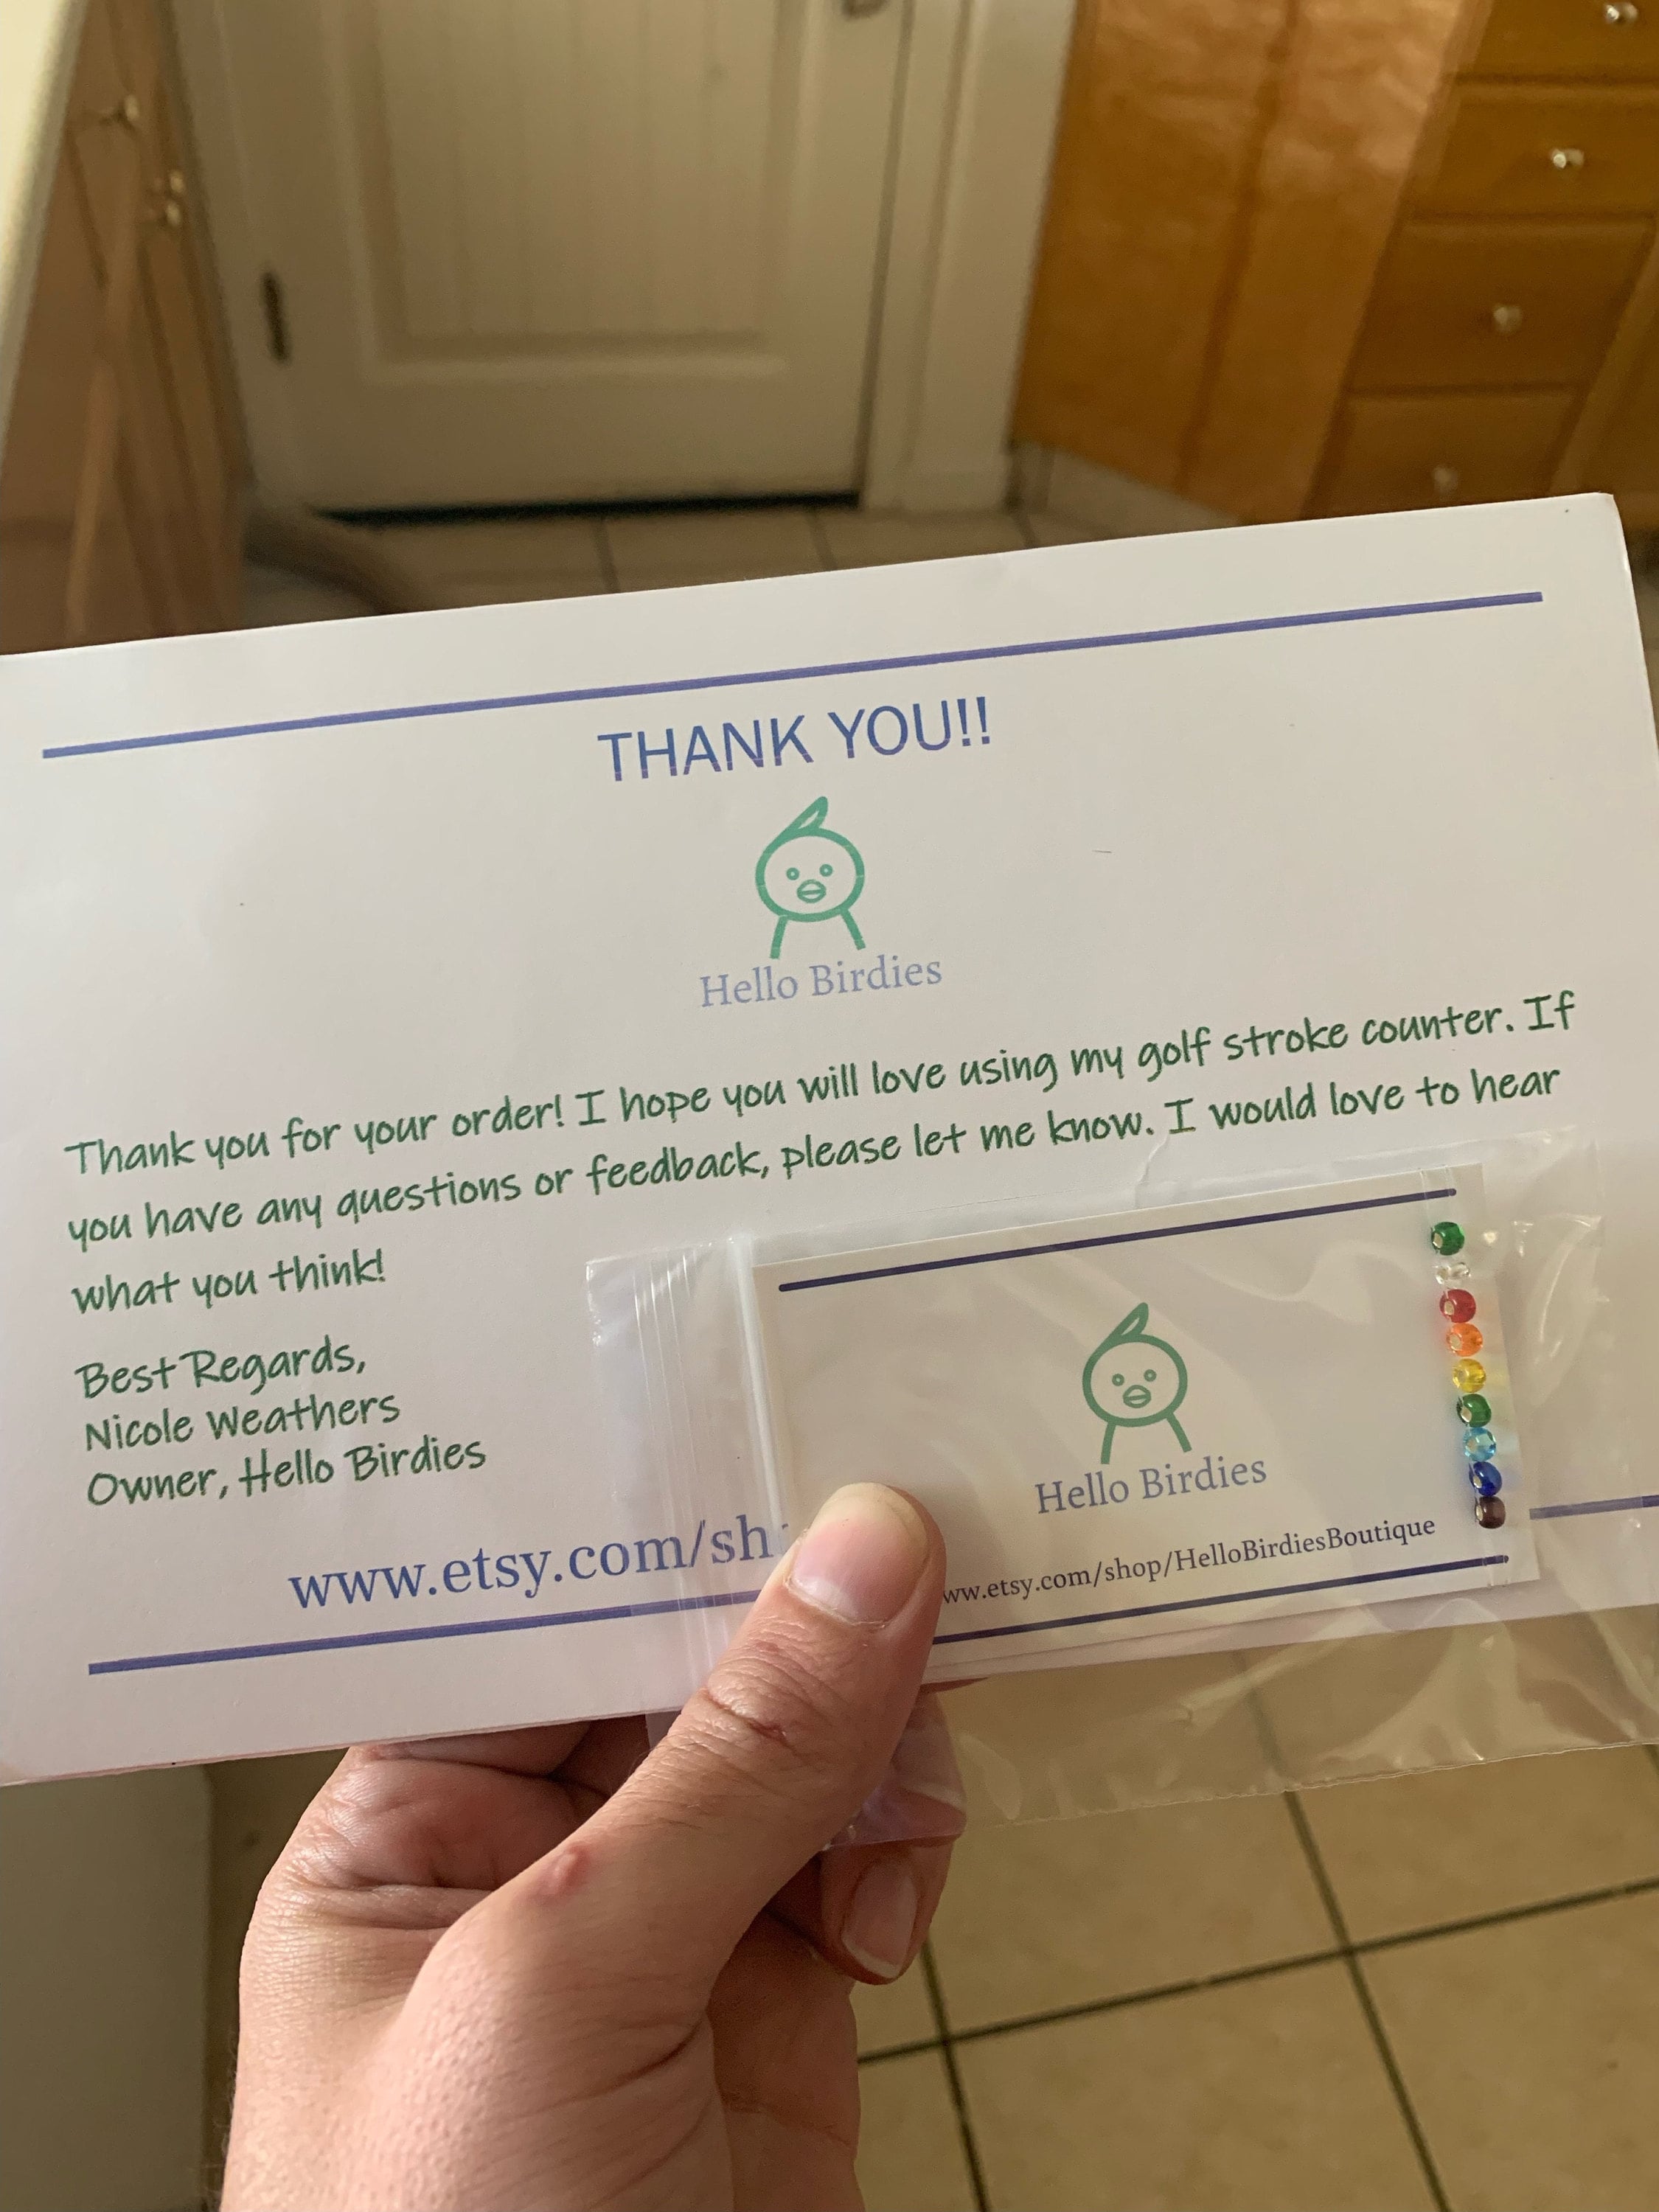 THANK YOU!!
Hello Birdies
Thank you for your order! I hope you will love using my golf stroke counter. If
you have any questions or feedback, please let me know. I would love to hear
what you think!
Best Regards,
Nicole Weathers
Owner, Hello Birdies
www.etsy.com/sh
Hello Birdies
ww.etsy.com/shop/HelloBirdiesBoutique